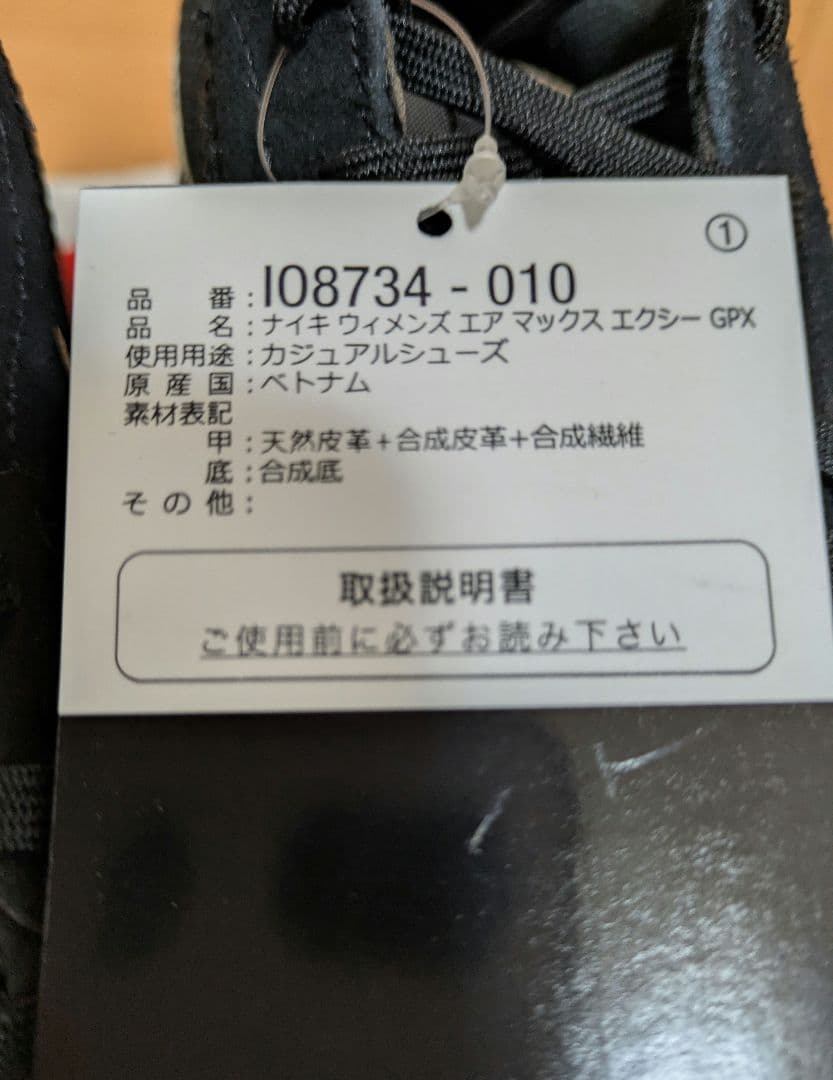 ①
品番:IO8734-010
品名:ナイキ ウィメンズ エア マックス エクシー GPX
使用用途:カジュアルシューズ
原産国:ベトナム
素材表記
甲:天然皮革+合成皮革+合成繊維
底:合成底
その他:
取扱説明書
ご使用前に必ずお読み下さい